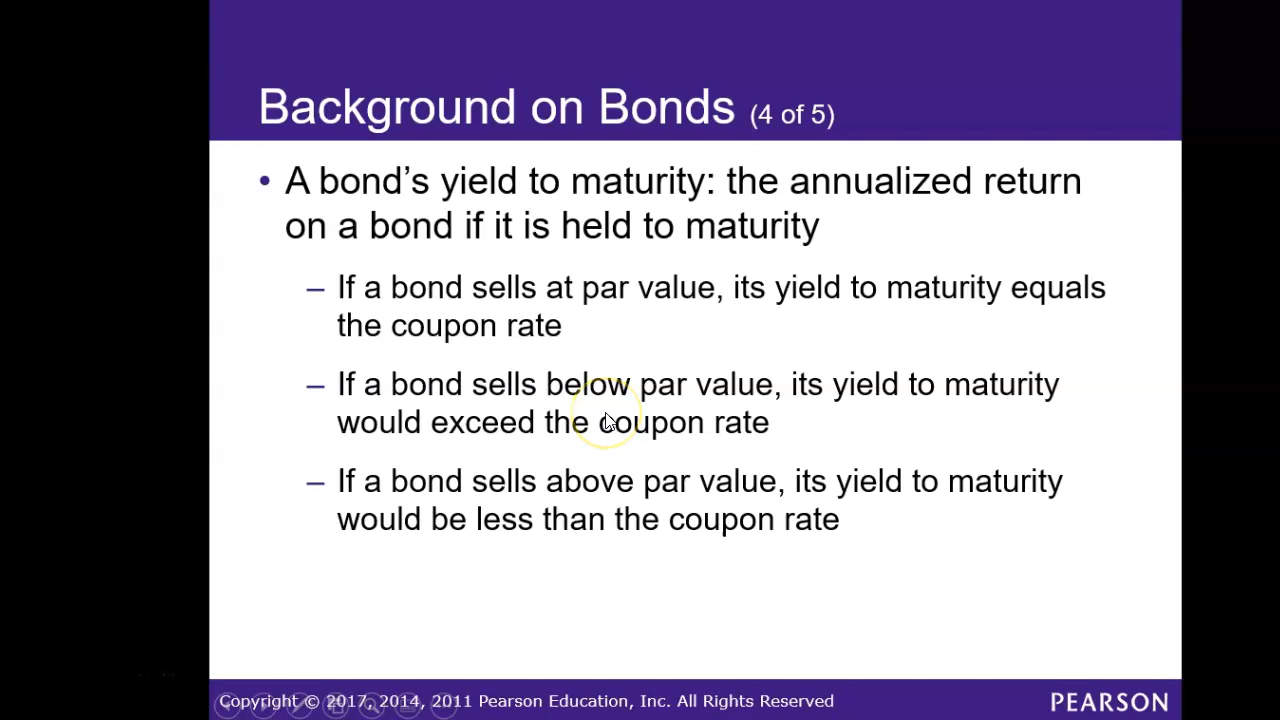 Background on Bonds (4 of 5)
• A bond’s yield to maturity: the annualized return
on a bond if it is held to maturity
– If a bond sells at par value, its yield to maturity equals
the coupon rate
– If a bond sells below par value, its yield to maturity
would exceed the coupon rate
– If a bond sells above par value, its yield to maturity
would be less than the coupon rate
Copyright © 2017, 2014, 2011 Pearson Education, Inc. All Rights Reserved
PEARSON